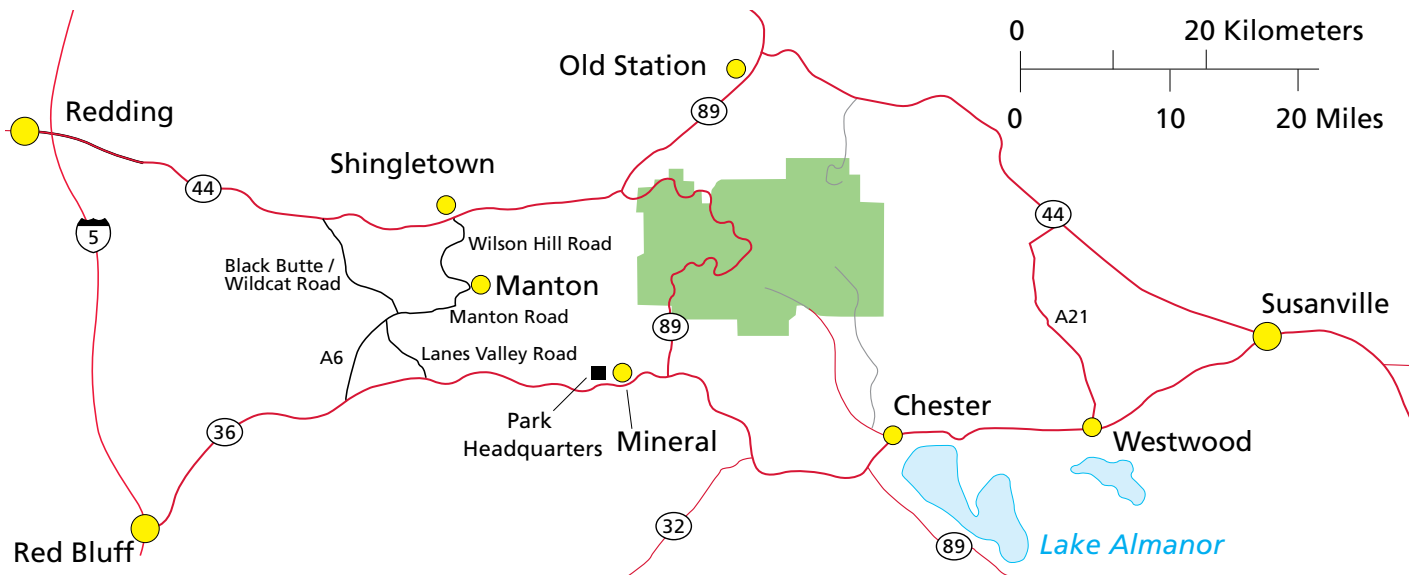 0
20 Kilometers
Old Station
Redding
89
0
10
20 Miles
Shingletown
44
44
5
Wilson Hill Road
Black Butte /
Wildcat Road
Manton
Susanville
Manton Road
89
A21
A6
Lanes Valley Road
Chester
Park
Headquarters
Mineral
36
Westwood
32
Red Bluff
89
Lake Almanor